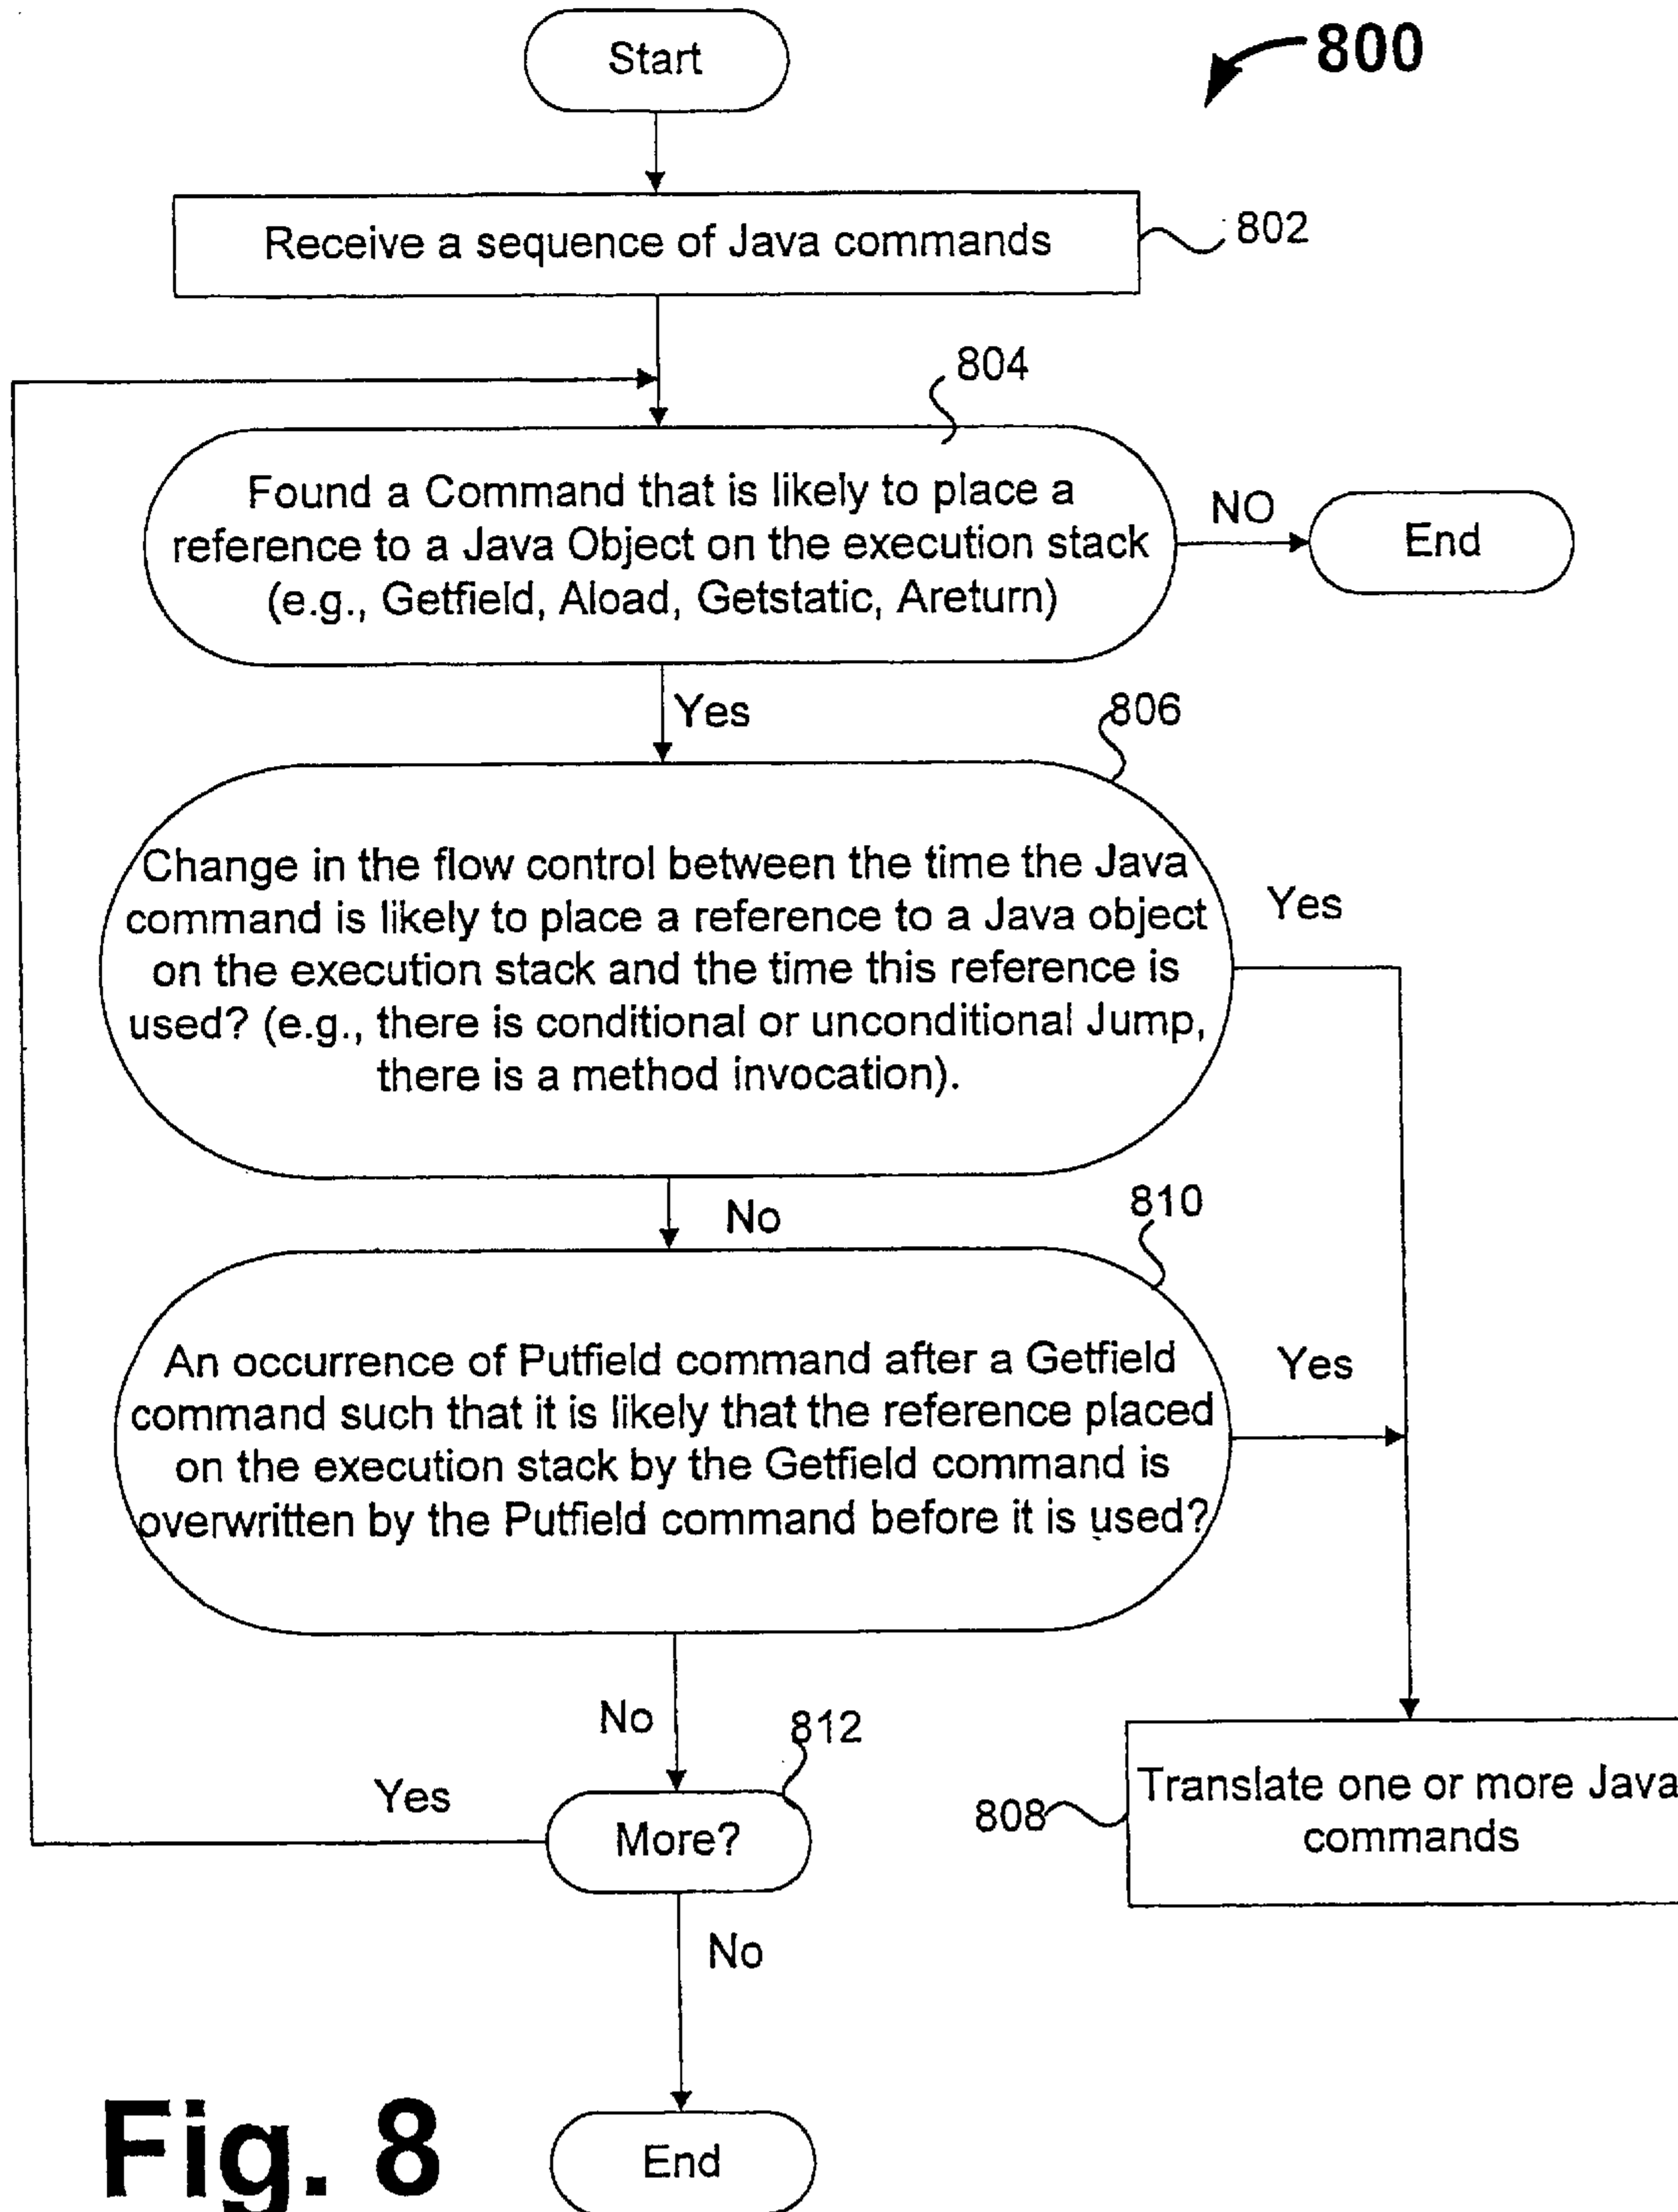 Start
800
Receive a sequence of Java commands
802
804
Found a Command that is likely to place a
reference to a Java Object on the execution stack
(e.g., Getfield, Aload, Getstatic, Areturn)
NO
End
Yes
806
Change in the flow control between the time the Java
command is likely to place a reference to a Java object
on the execution stack and the time this reference is
used? (e.g., there is conditional or unconditional Jump,
there is a method invocation).
Yes
No
810
An occurrence of Putfield command after a Getfield
command such that it is likely that the reference placed
on the execution stack by the Getfield command is
overwritten by the Putfield command before it is used?
Yes
No
812
Yes
More?
808
Translate one or more Java
commands
No
End
Fig. 8